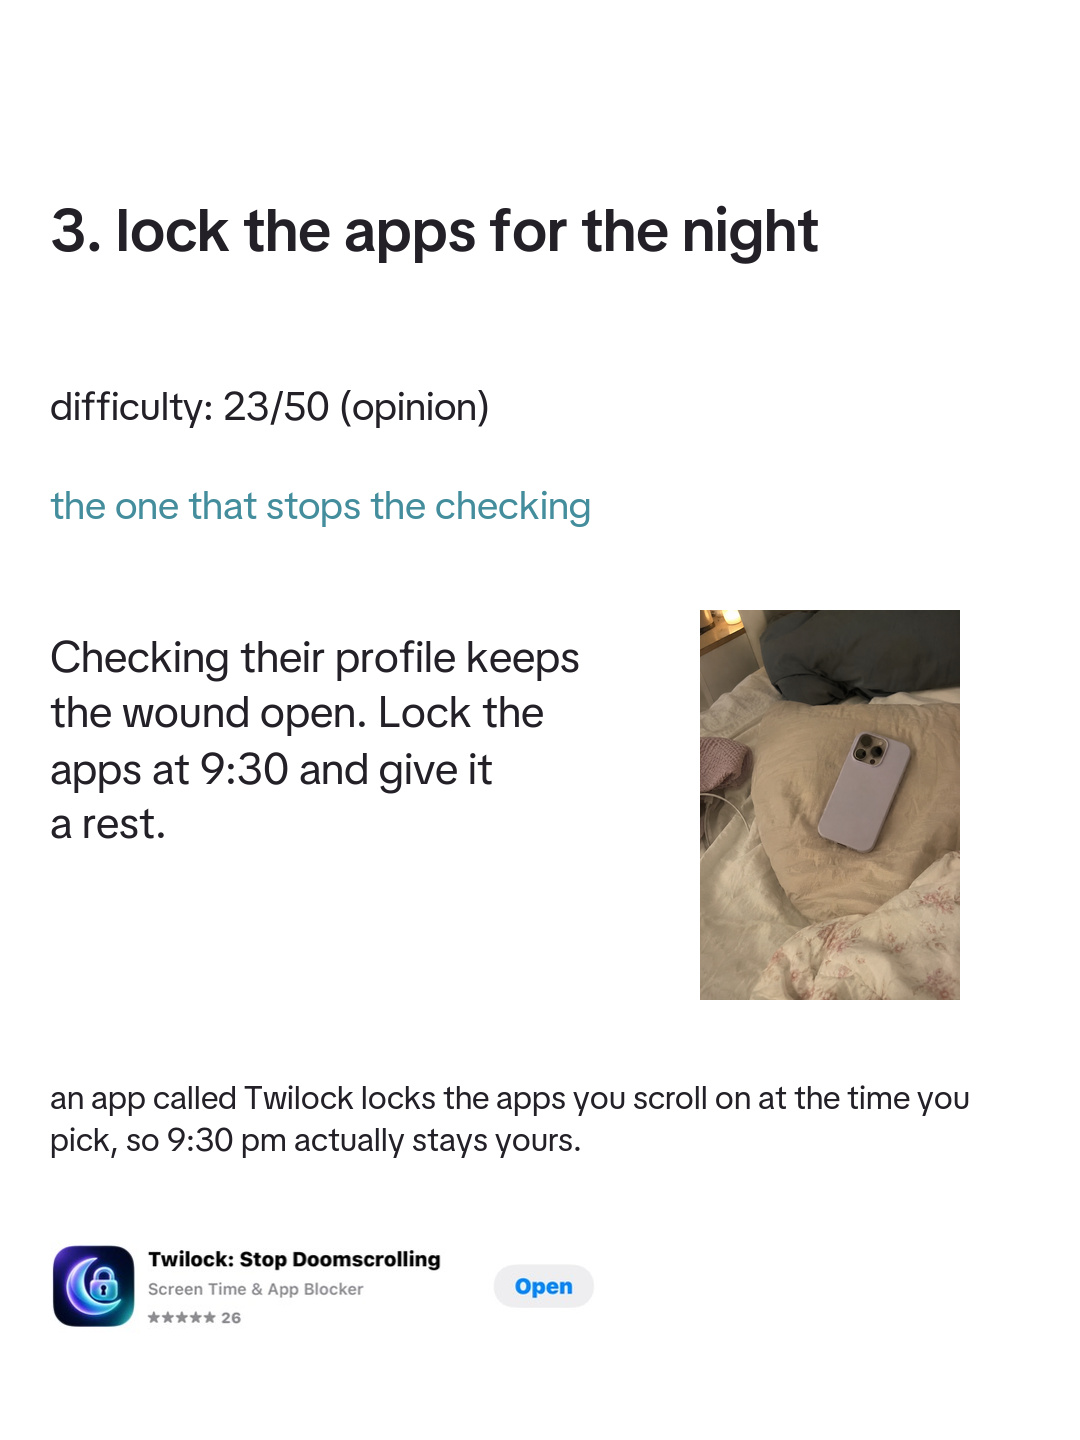 3. lock the apps for the night
difficulty: 23/50 (opinion)
the one that stops the checking
Checking their profile keeps
the wound open. Lock the
apps at 9:30 and give it
a rest.
an app called Twilock locks the apps you scroll on at the time you
pick, so 9:30 pm actually stays yours.
Twilock: Stop Doomscrolling
Screen Time & App Blocker
★★★★★ 26
Open